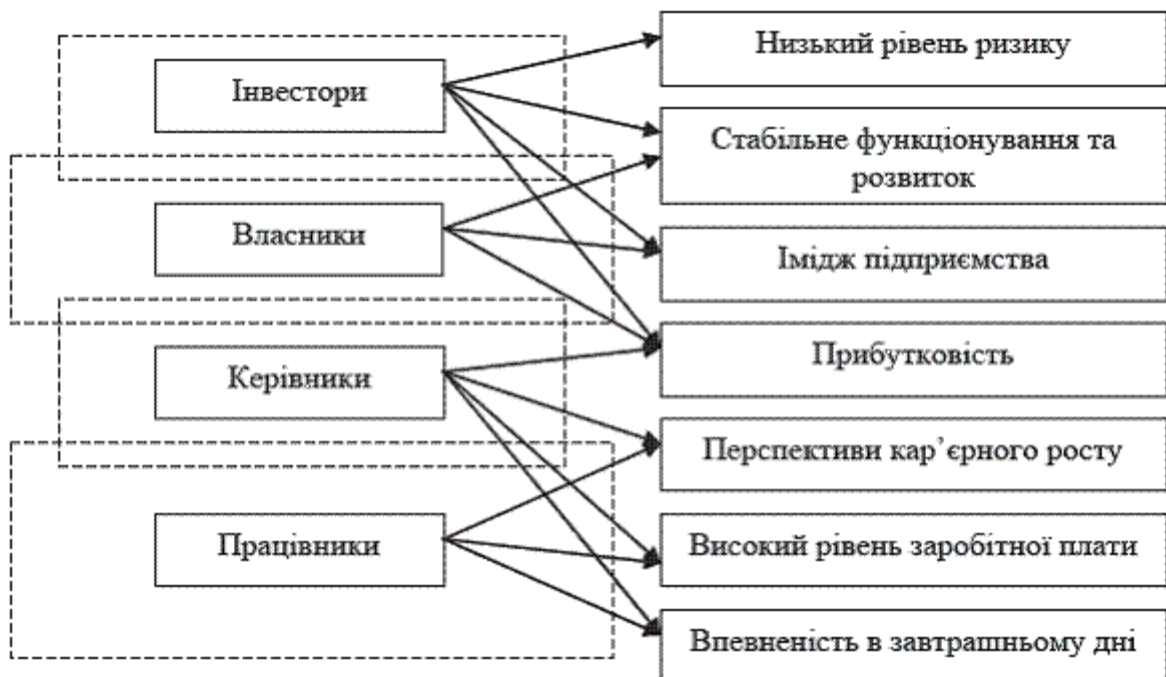 Інвестори
Власники
Керівники
Працівники
Низький рівень ризику
Стабільне функціонування та
розвиток
Імідж підприємства
Прибутковість
Перспективи кар’єрного росту
Високий рівень заробітної плати
Впевненість в завтрашньому дні